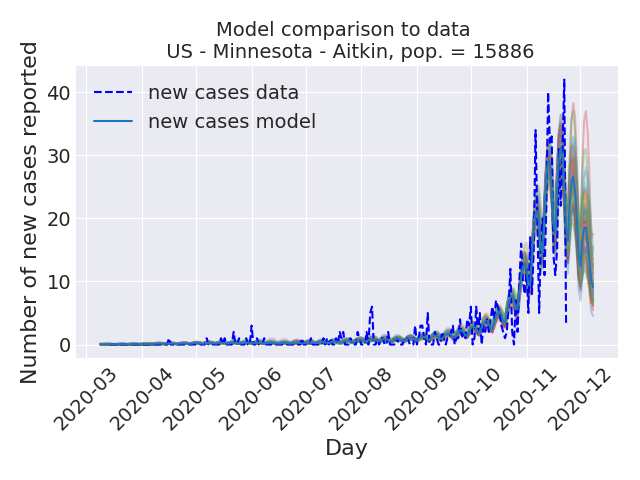 Model comparison to data
US - Minnesota - Aitkin, pop. = 15886
Number of new cases reported
40
30
20
10
0
new cases data
new cases model
2020-03
2020-04
2020-05
2020-06
2020-07
2020-08
2020-09
2020-10
2020-11
2020-12
Day